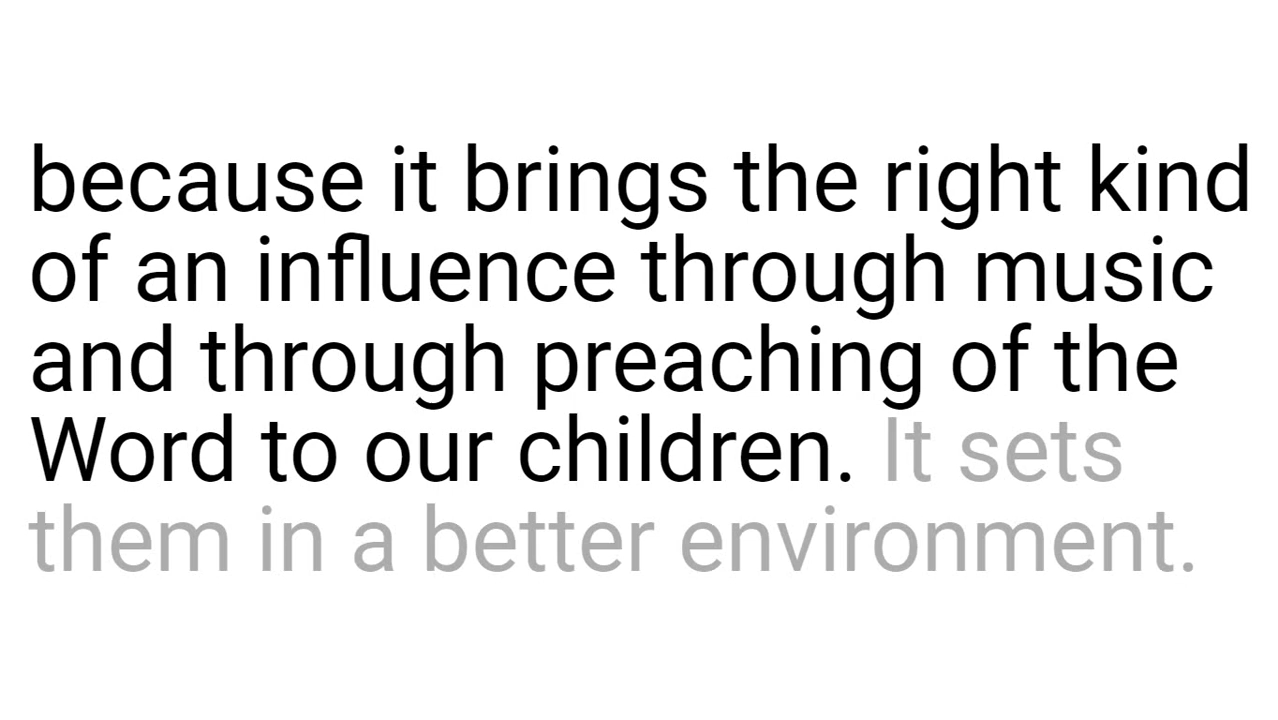 because it brings the right kind
of an influence through music
and through preaching of the
Word to our children. It sets
them in a better environment.